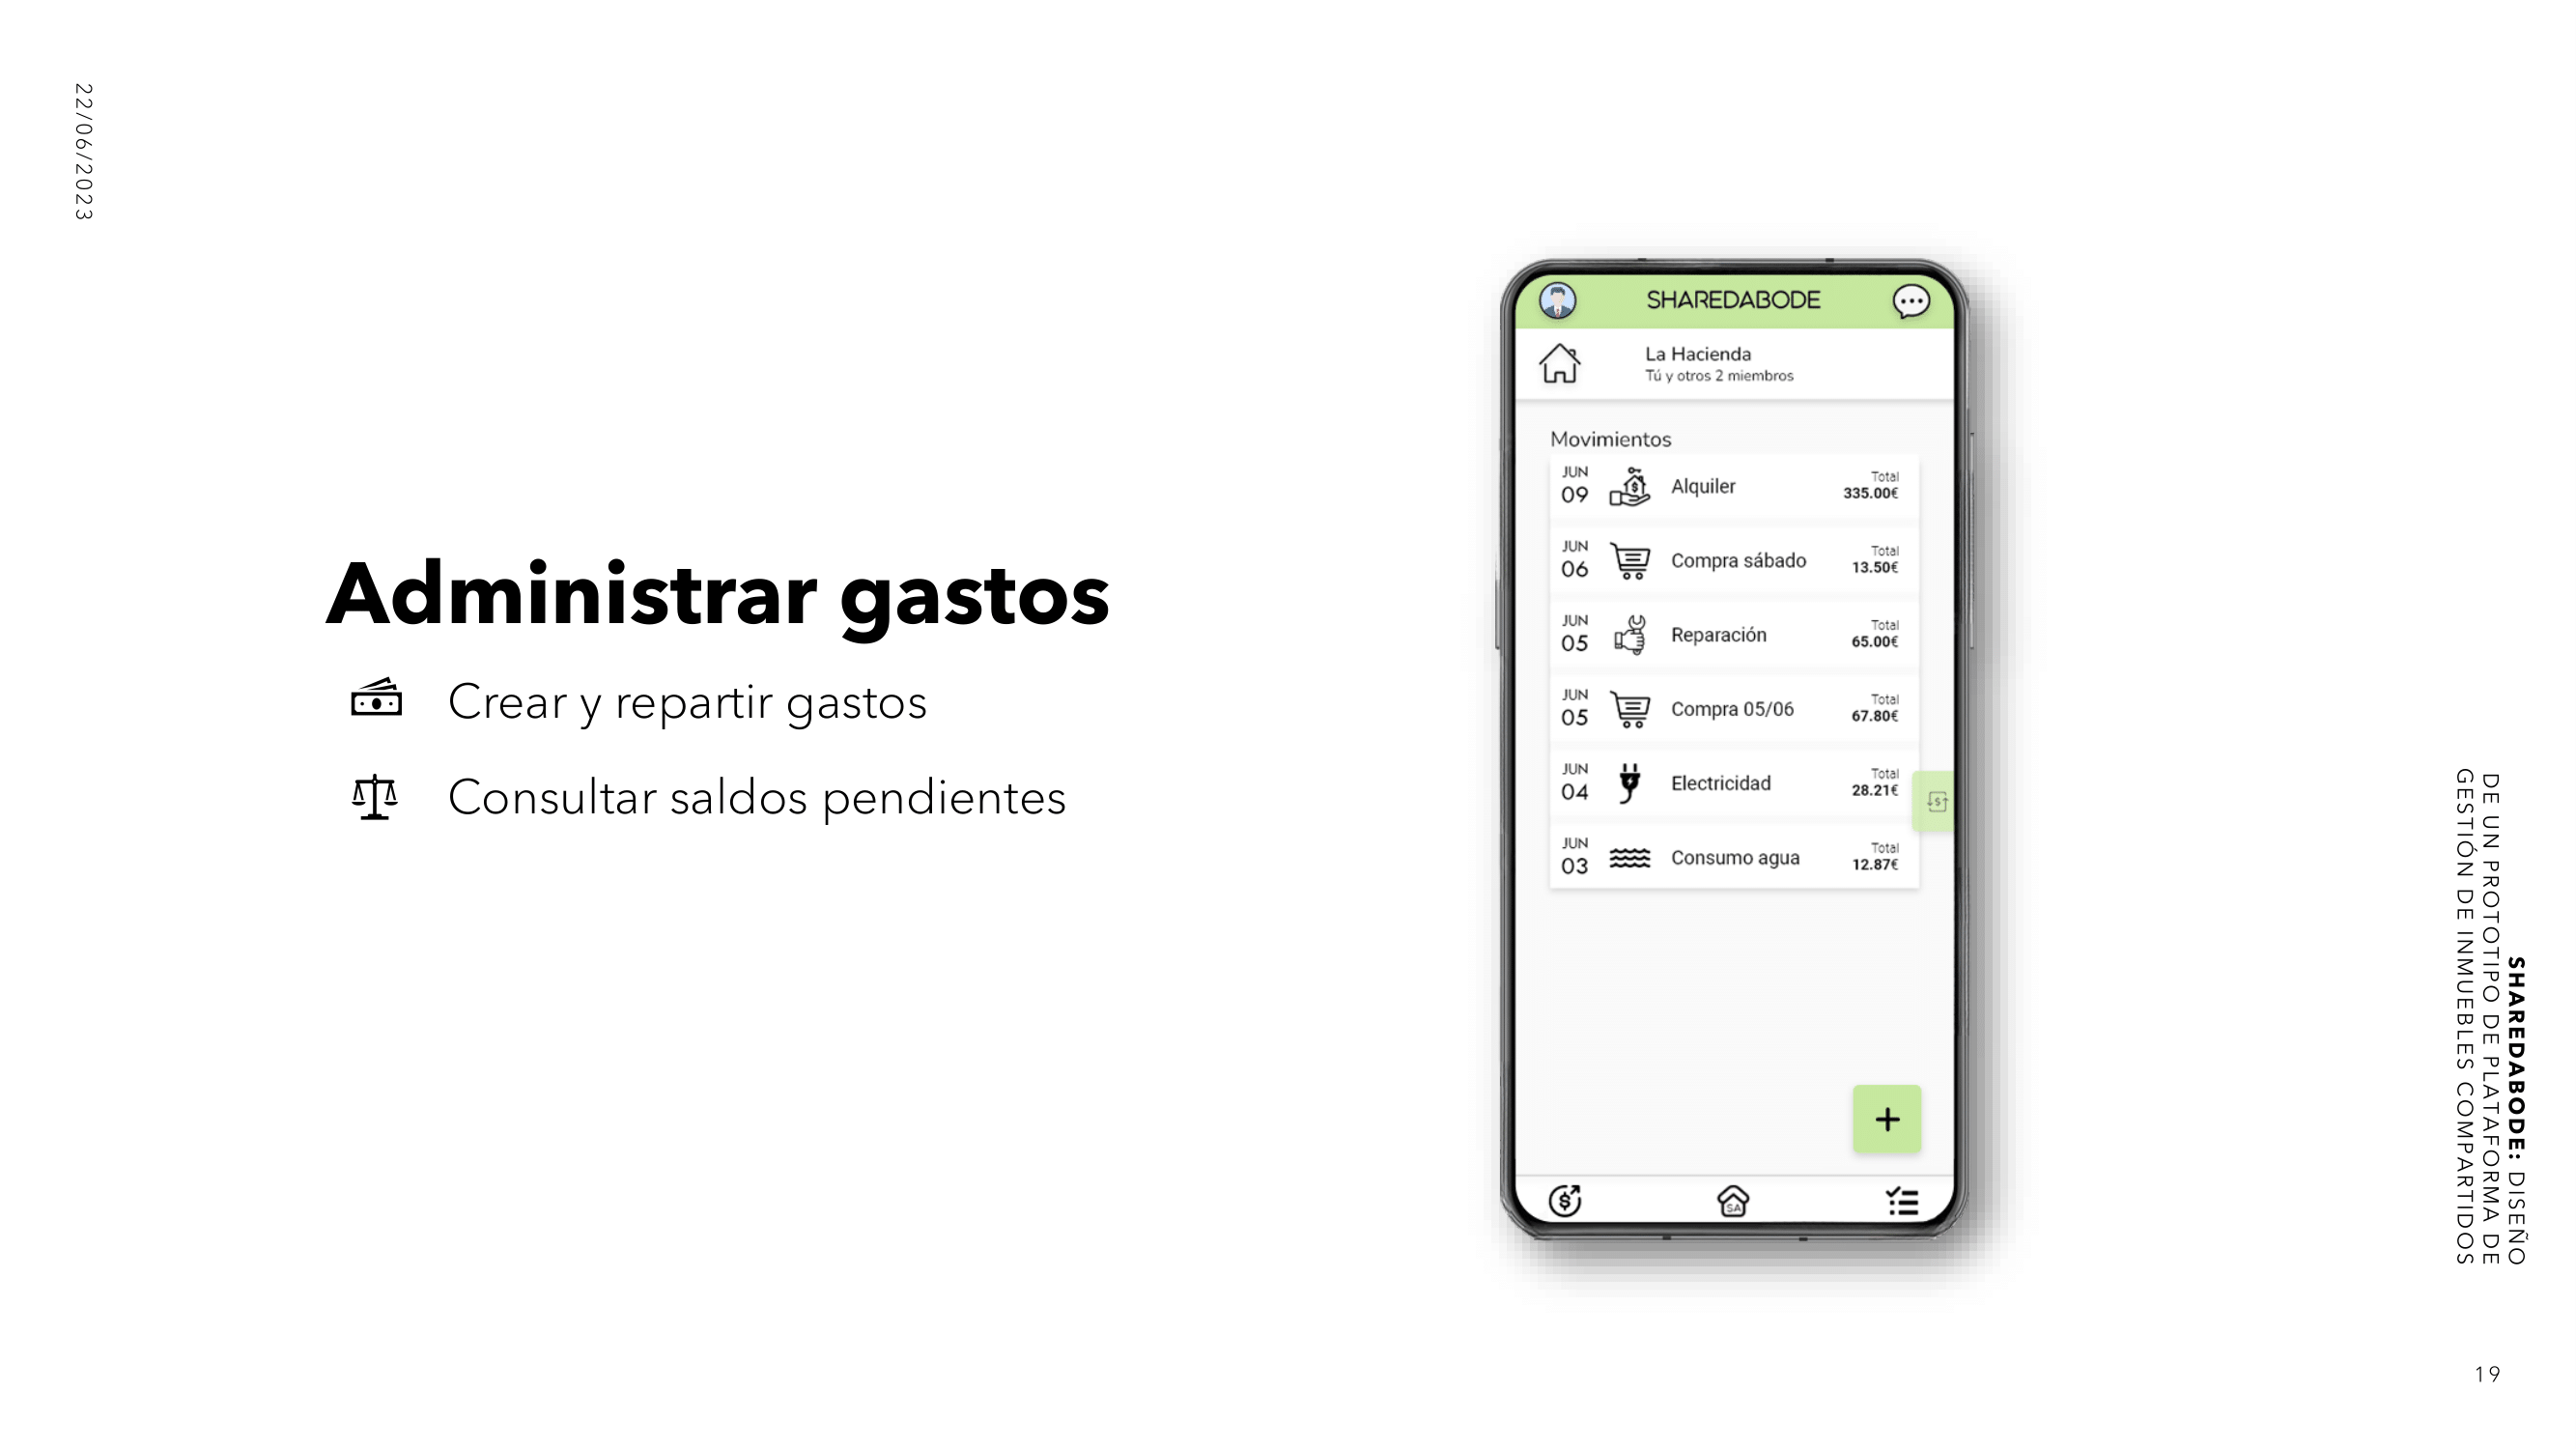 22/06/2023
Administrar gastos
Crear y repartir gastos
Consultar saldos pendientes
SHAREDABODE
La Hacienda
Tú y otros 2 miembros
Movimientos
JUN
09
Alquiler
Total
335.00€
JUN
06
Compra sábado
Total
13.50€
JUN
05
Reparación
Total
65.00€
JUN
05
Compra 05/06
Total
67.80€
JUN
04
Electricidad
Total
28.21€
JUN
03
Consumo agua
Total
12.87€
+
SA
SHAREDABODE: DISEÑO
DE UN PROTOTIPO DE PLATAFORMA DE
GESTIÓN DE INMUEBLES COMPARTIDOS
19